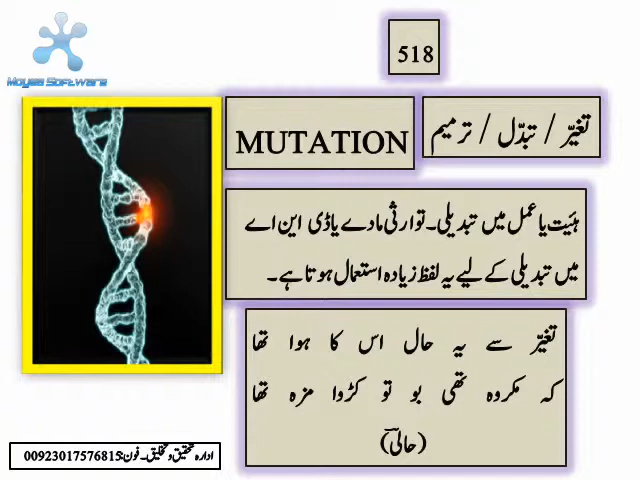 518
Moyea Software
MUTATION
تغیّر / تبدّل / ترمیم
ہئیت یا عمل میں تبدیلی۔ توارثی مادے یا ڈی این اے
میں تبدیلی کے لیے یہ لفظ زیادہ استعمال ہوتا ہے۔
تغیّر سے یہ حال اس کا ہوا تھا
کہ مکروہ تھی بو تو کڑوا مزہ تھا
(حالیؔ)
ادارہ تحقیق و تخلیق۔ فون: 00923017576815